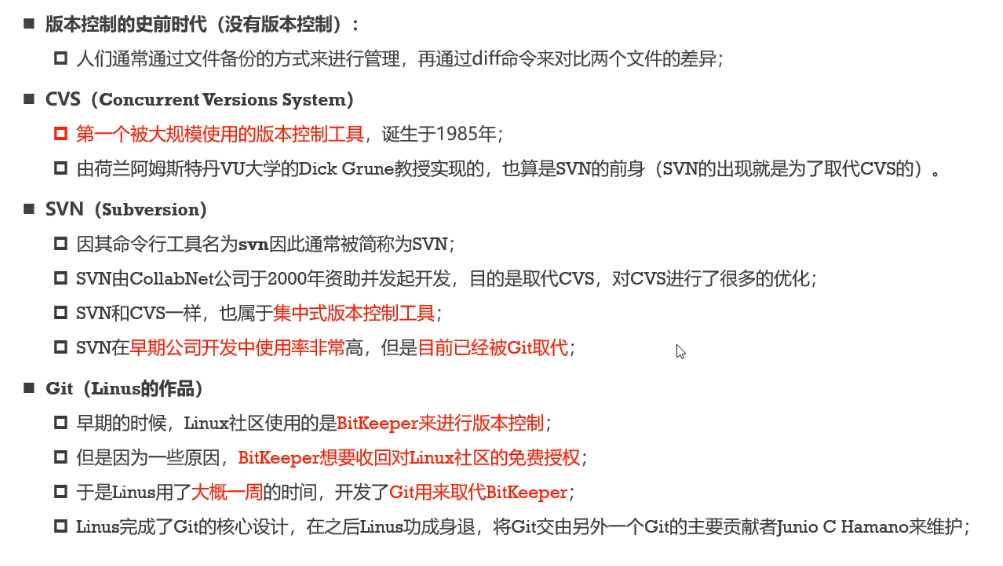 版本控制的史前时代（没有版本控制）：
人们通常通过文件备份的方式来进行管理，再通过diff命令来对比两个文件的差异；
CVS（Concurrent Versions System）
第一个被大规模使用的版本控制工具，诞生于1985年；
由荷兰阿姆斯特丹VU大学的Dick Grune教授实现的，也算是SVN的前身（SVN的出现就是为了取代CVS的）。
SVN（Subversion）
因其命令行工具名为svn因此通常被简称为SVN；
SVN由CollabNet公司于2000年资助并发起开发，目的是取代CVS，对CVS进行了很多的优化；
SVN和CVS一样，也属于集中式版本控制工具；
SVN在早期公司开发中使用率非常高，但是目前已经被Git取代；
Git（Linus的作品）
早期的时候，Linux社区使用的是BitKeeper来进行版本控制；
但是因为一些原因，BitKeeper想要收回对Linux社区的免费授权；
于是Linus用了大概一周的时间，开发了Git用来取代BitKeeper；
Linus完成了Git的核心设计，在之后Linus功成身退，将Git交由另外一个Git的主要贡献者Junio C Hamano来维护；